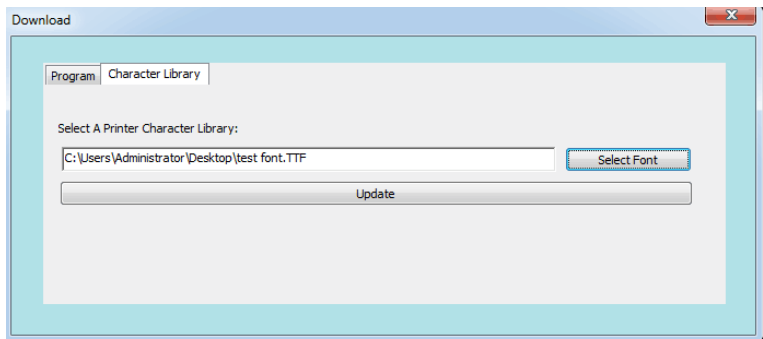 Download
Program Character Library
Select A Printer Character Library:
C:\Users\Administrator\Desktop\test font.TTF Select Font
Update